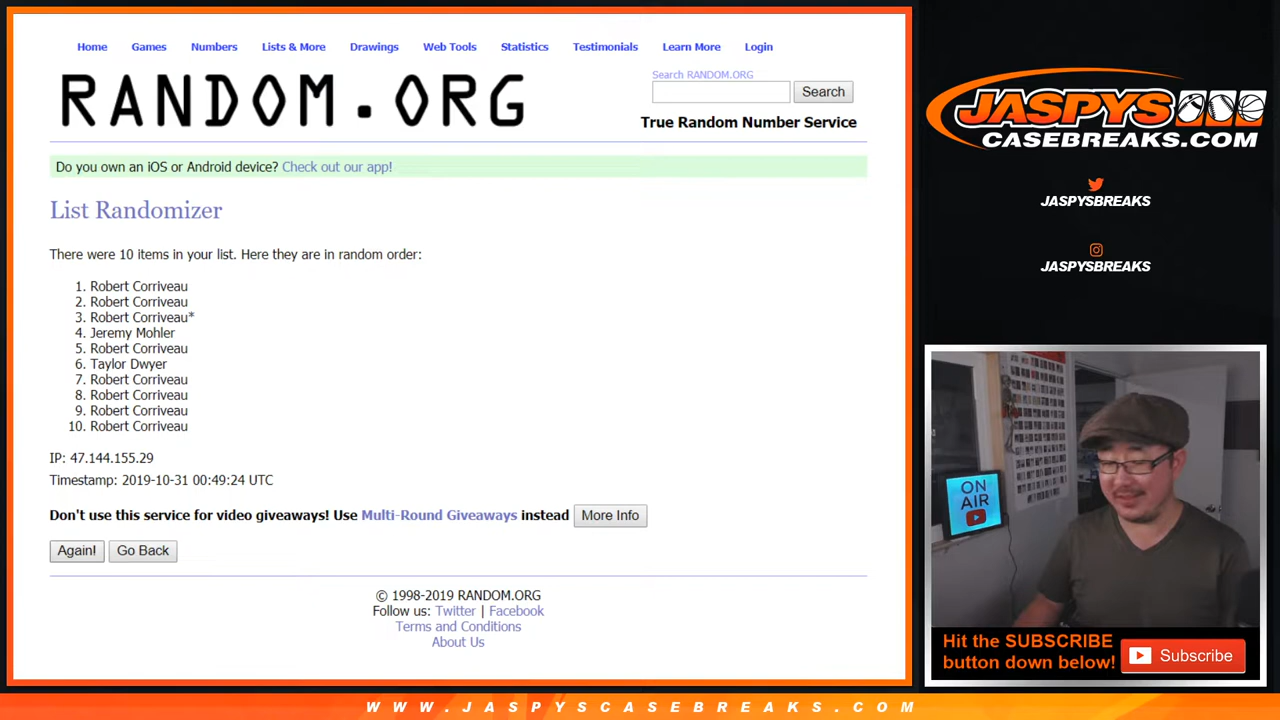 Home Games Numbers Lists & More Drawings Web Tools Statistics Testimonials Learn More Login
RANDOM.ORG
Search RANDOM.ORG
Search
True Random Number Service
Do you own an iOS or Android device? Check out our app!
List Randomizer
There were 10 items in your list. Here they are in random order:
1. Robert Corriveau
2. Robert Corriveau
3. Robert Corriveau*
4. Jeremy Mohler
5. Robert Corriveau
6. Taylor Dwyer
7. Robert Corriveau
8. Robert Corriveau
9. Robert Corriveau
10. Robert Corriveau
IP: 47.144.155.29
Timestamp: 2019-10-31 00:49:24 UTC
Don't use this service for video giveaways! Use Multi-Round Giveaways instead More Info
Again! Go Back
© 1998-2019 RANDOM.ORG
Follow us: Twitter | Facebook
Terms and Conditions
About Us
JASPYS
CASEBREAKS.COM
JASPYSBREAKS
JASPYSBREAKS
ON
AIR
Hit the SUBSCRIBE
button down below!
Subscribe
WWW.JASPYSCASEBREAKS.COM